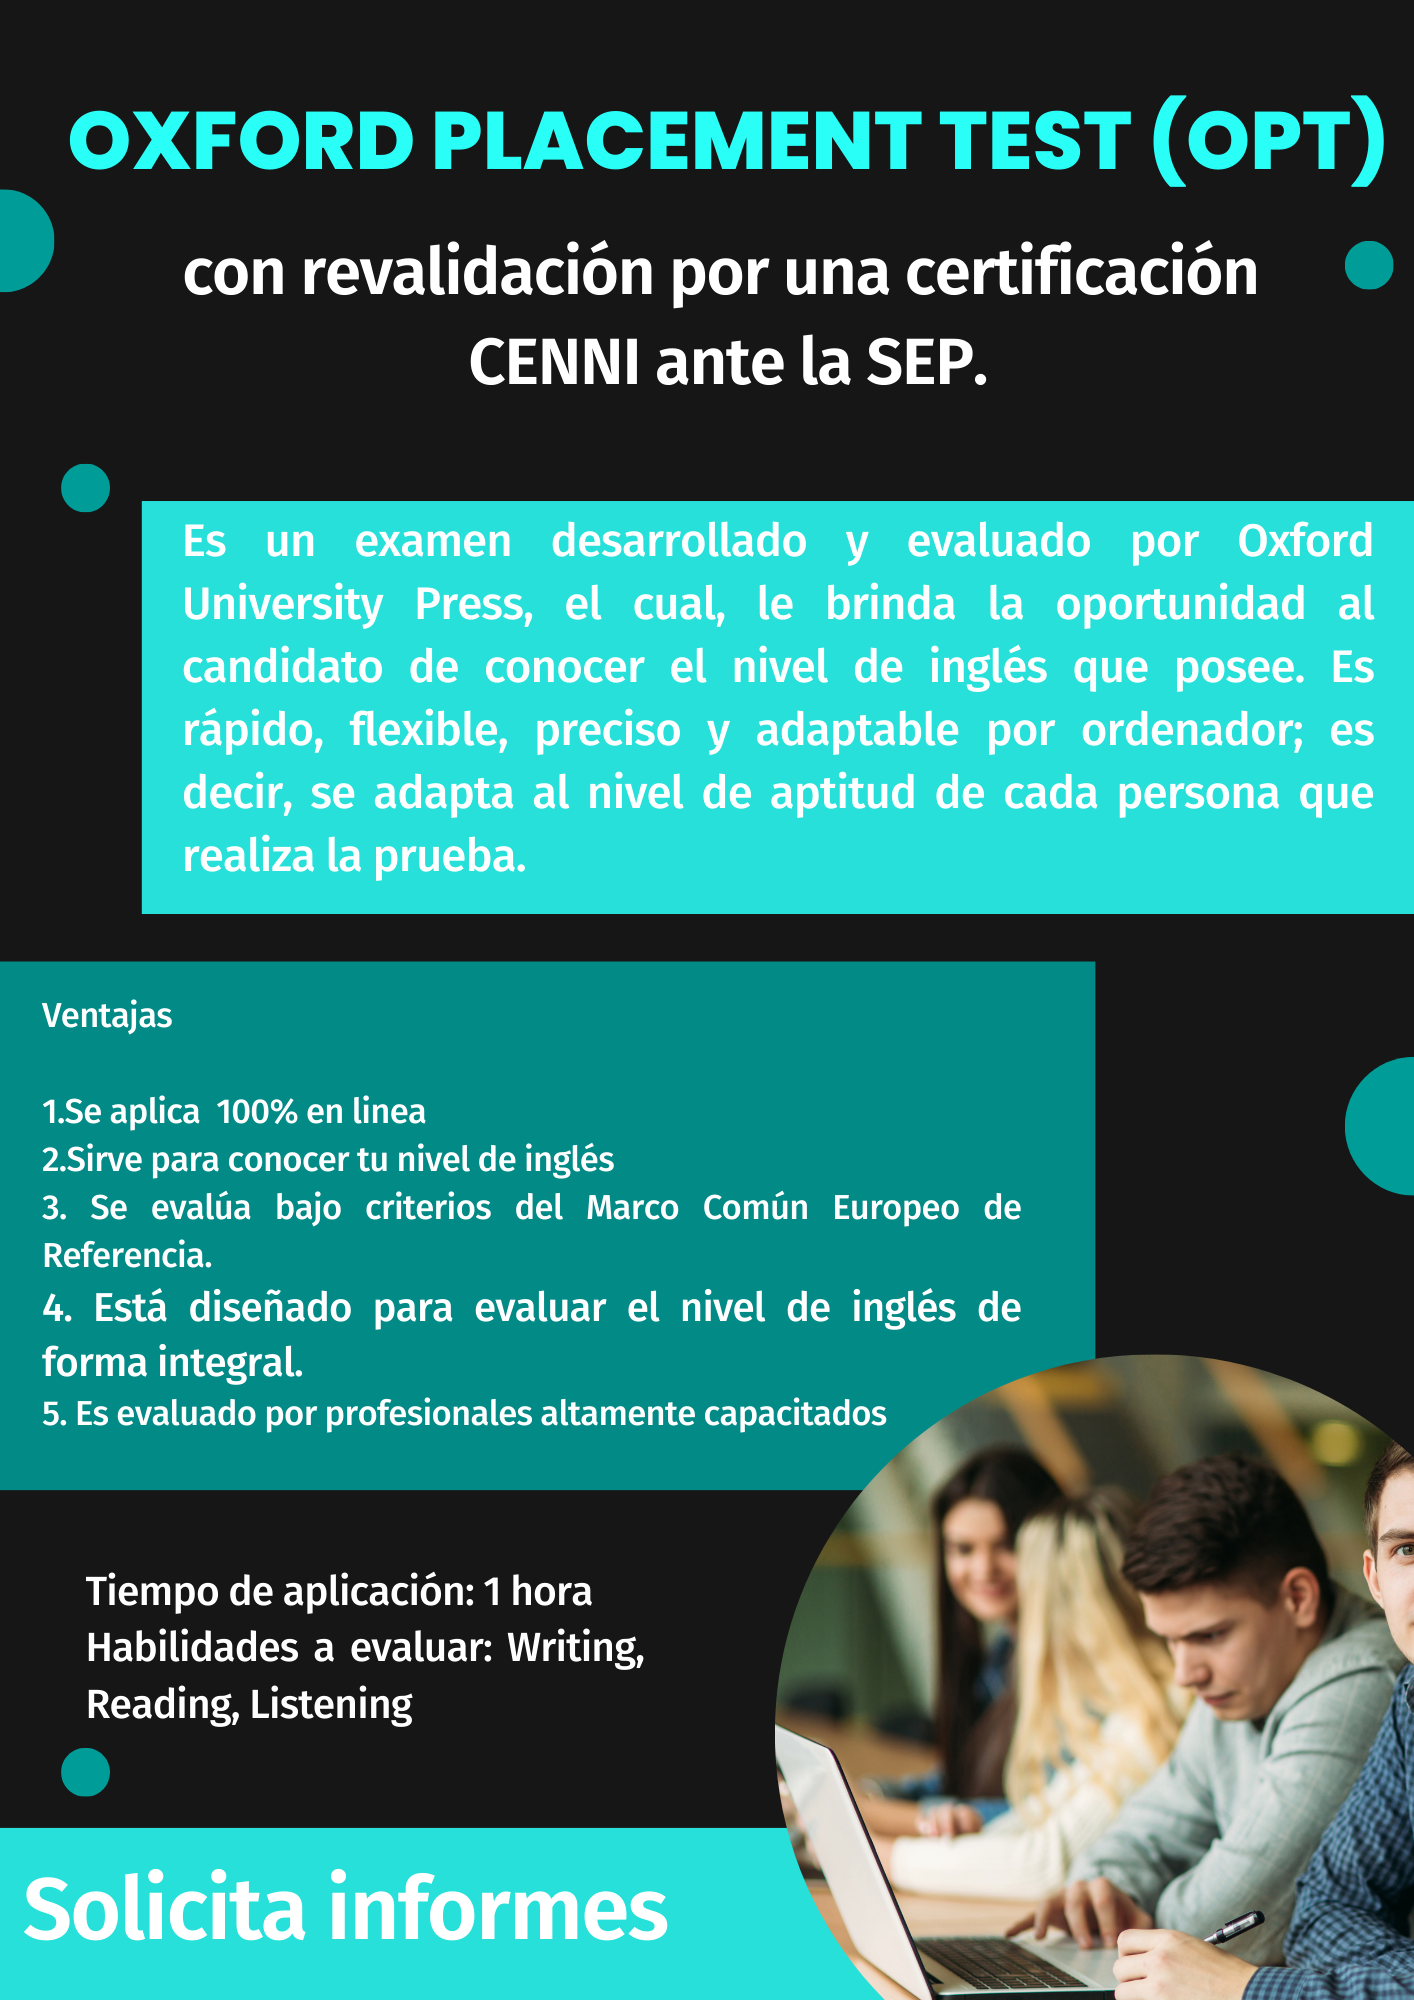 OXFORD PLACEMENT TEST (OPT)
con revalidación por una certificación
CENNI ante la SEP.
Es un examen desarrollado y evaluado por Oxford
University Press, el cual, le brinda la oportunidad al
candidato de conocer el nivel de inglés que posee. Es
rápido, flexible, preciso y adaptable por ordenador; es
decir, se adapta al nivel de aptitud de cada persona que
realiza la prueba.
Ventajas
1.Se aplica  100% en linea
2.Sirve para conocer tu nivel de inglés
3. Se evalúa bajo criterios del Marco Común Europeo de
Referencia.
4. Está diseñado para evaluar el nivel de inglés de
forma integral.
5. Es evaluado por profesionales altamente capacitados
Tiempo de aplicación: 1 hora
Habilidades a evaluar: Writing,
Reading, Listening
Solicita informes